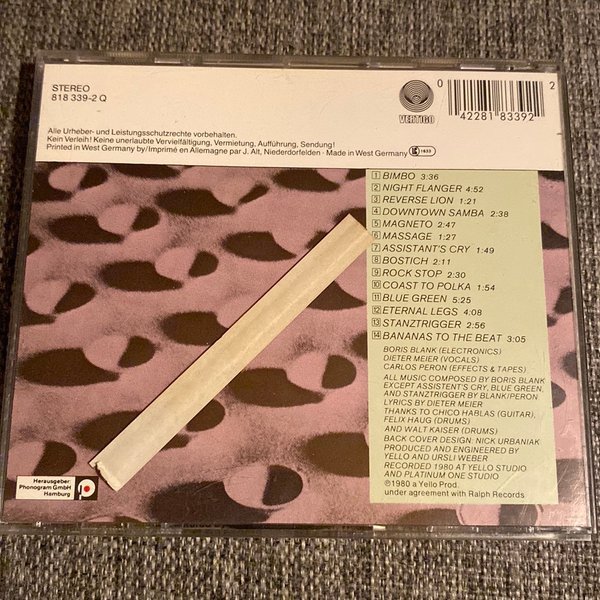 STEREO
818 339-2 Q
VERTIGO
0
42281 83392
2
Alle Urheber- und Leistungsschutzrechte vorbehalten.
Kein Verleih! Keine unerlaubte Vervielfältigung, Vermietung, Aufführung, Sendung!
Printed in West Germany by/Imprimé en Allemagne par J. Alt, Niederdorfelden · Made in West Germany
1 BIMBO 3:36
2 NIGHT FLANGER 4:52
3 REVERSE LION 1:21
4 DOWNTOWN SAMBA 2:38
5 MAGNETO 2:47
6 MASSAGE 1:27
7 ASSISTANT'S CRY 1:49
8 BOSTICH 2:11
9 ROCK STOP 2:30
10 COAST TO POLKA 1:54
11 BLUE GREEN 5:25
12 ETERNAL LEGS 4:08
13 STANZTRIGGER 2:56
14 BANANAS TO THE BEAT 3:05
BORIS BLANK (ELECTRONICS)
DIETER MEIER (VOCALS)
CARLOS PERON (EFFECTS & TAPES)
ALL MUSIC COMPOSED BY BORIS BLANK
EXCEPT ASSISTENT'S CRY, BLUE GREEN,
AND STANZTRIGGER BY BLANK/PERON
LYRICS BY DIETER MEIER
THANKS TO CHICO HABLAS (GUITAR),
FELIX HAUG (DRUMS)
AND WALT KAISER (DRUMS)
BACK COVER DESIGN: NICK URBANIAK
PRODUCED AND ENGINEERED BY
YELLO AND URSLI WEBER
RECORDED 1980 AT YELLO STUDIO
AND PLATINUM ONE STUDIO
℗1980 a Yello Prod.
under agreement with Ralph Records
Herausgeber:
Phonogram GmbH
Hamburg